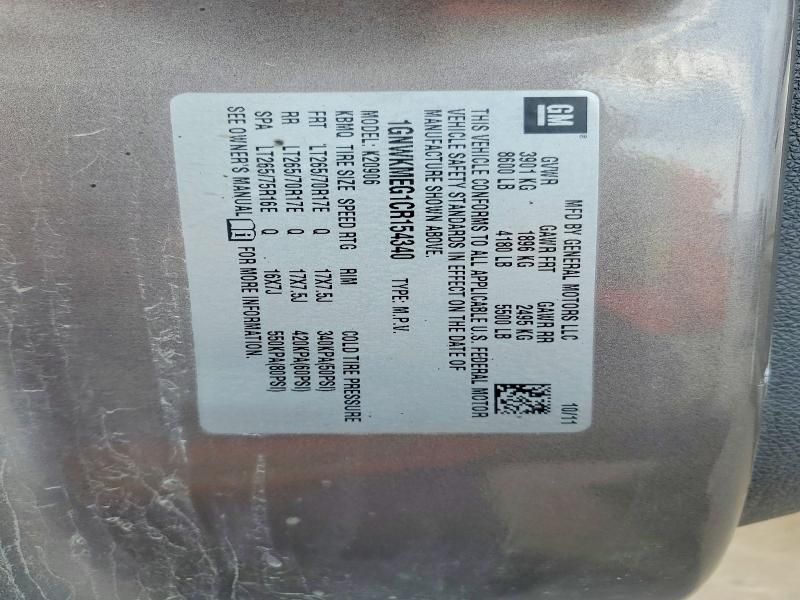 GM
MFD BY GENERAL MOTORS LLC 10/11
GVWR GAWR FRT GAWR RR
3901 KG 1896 KG 2495 KG
8600 LB 4180 LB 5500 LB
THIS VEHICLE CONFORMS TO ALL APPLICABLE U.S. FEDERAL MOTOR
VEHICLE SAFETY STANDARDS IN EFFECT ON THE DATE OF
MANUFACTURE SHOWN ABOVE.
1GNWKMEG1CR154340 TYPE: M.P.V.
MODEL: K20906
KBMQ TIRE SIZE SPEED RTG RIM COLD TIRE PRESSURE
FRT LT265/70R17E Q 17X7.5J 340KPA(50PSI)
RR LT265/70R17E Q 17X7.5J 420KPA(60PSI)
SPA LT265/75R16E Q 16X7J 550KPA(80PSI)
SEE OWNER'S MANUAL FOR MORE INFORMATION.